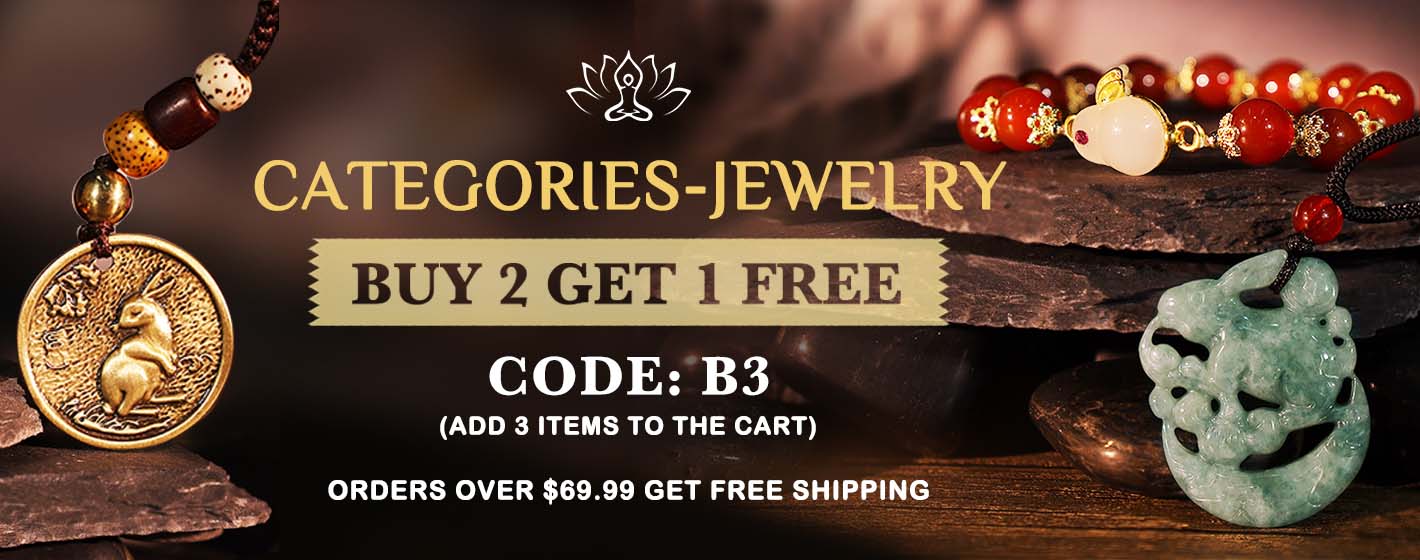 CATEGORIES-JEWELRY
BUY 2 GET 1 FREE
CODE: B3
(ADD 3 ITEMS TO THE CART)
ORDERS OVER $69.99 GET FREE SHIPPING